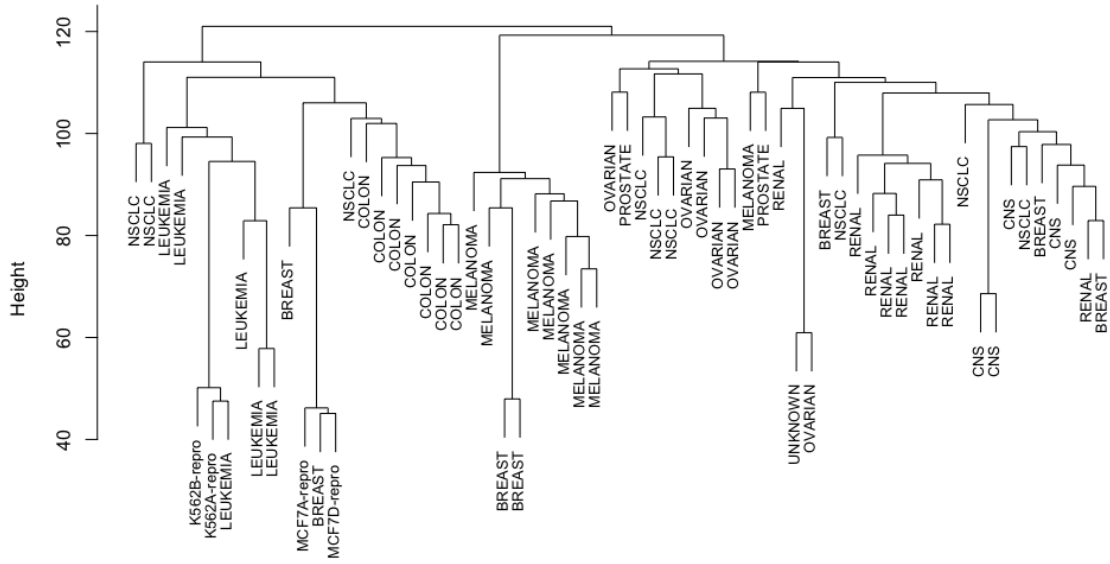 Height
120
100
80
60
40
NSCLC
NSCLC
LEUKEMIA
LEUKEMIA
K562B-repro
K562A-repro
LEUKEMIA
LEUKEMIA
LEUKEMIA
LEUKEMIA
BREAST
MCF7A-repro
BREAST
MCF7D-repro
NSCLC
COLON
COLON
COLON
COLON
COLON
COLON
COLON
MELANOMA
MELANOMA
BREAST
BREAST
MELANOMA
MELANOMA
MELANOMA
MELANOMA
MELANOMA
OVARIAN
PROSTATE
NSCLC
NSCLC
NSCLC
OVARIAN
OVARIAN
OVARIAN
OVARIAN
MELANOMA
PROSTATE
RENAL
UNKNOWN
OVARIAN
BREAST
NSCLC
RENAL
RENAL
RENAL
RENAL
RENAL
RENAL
RENAL
NSCLC
CNS
CNS
CNS
NSCLC
BREAST
CNS
CNS
RENAL
BREAST